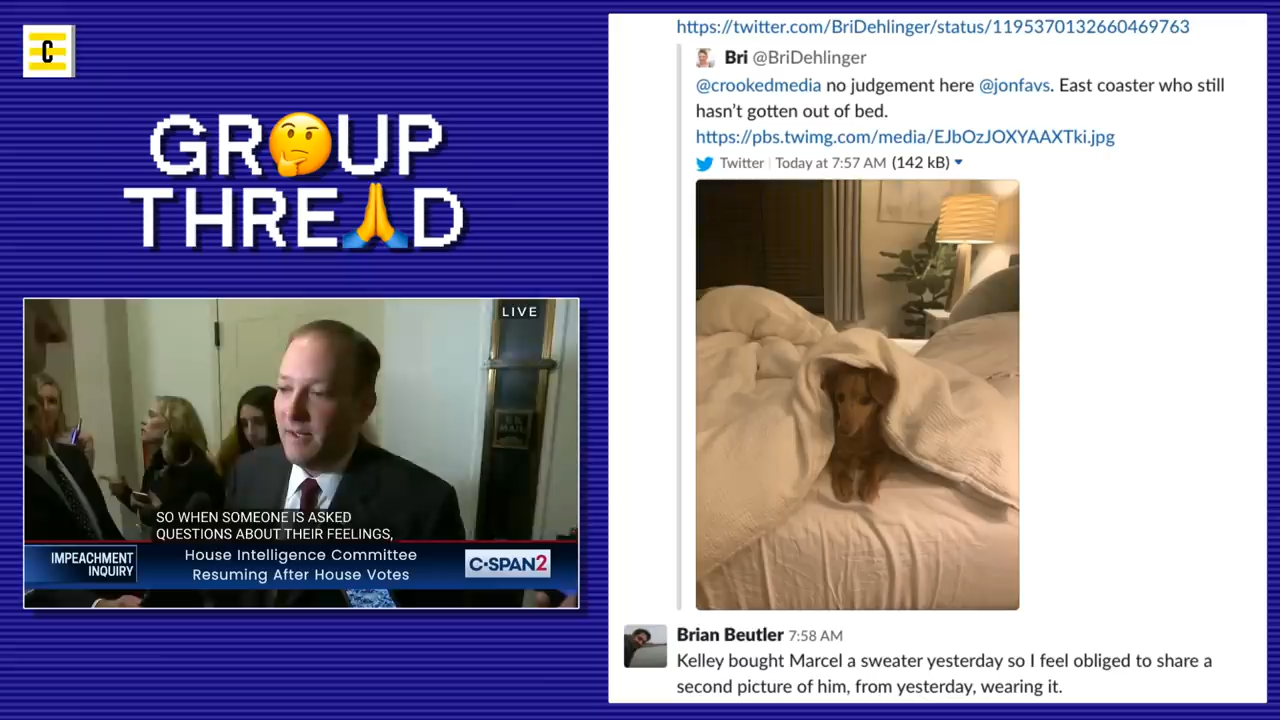 C
GR🤔UP
THRE🙏D
LIVE
SO WHEN SOMEONE IS ASKED
QUESTIONS ABOUT THEIR FEELINGS,
IMPEACHMENT
INQUIRY
House Intelligence Committee
Resuming After House Votes
C-SPAN2
https://twitter.com/BriDehlinger/status/1195370132660469763
Bri @BriDehlinger
@crookedmedia no judgement here @jonfavs. East coaster who still
hasn't gotten out of bed.
https://pbs.twimg.com/media/EJbOzJOXYAAXTki.jpg
Twitter | Today at 7:57 AM (142 kB)
Brian Beutler 7:58 AM
Kelley bought Marcel a sweater yesterday so I feel obliged to share a
second picture of him, from yesterday, wearing it.